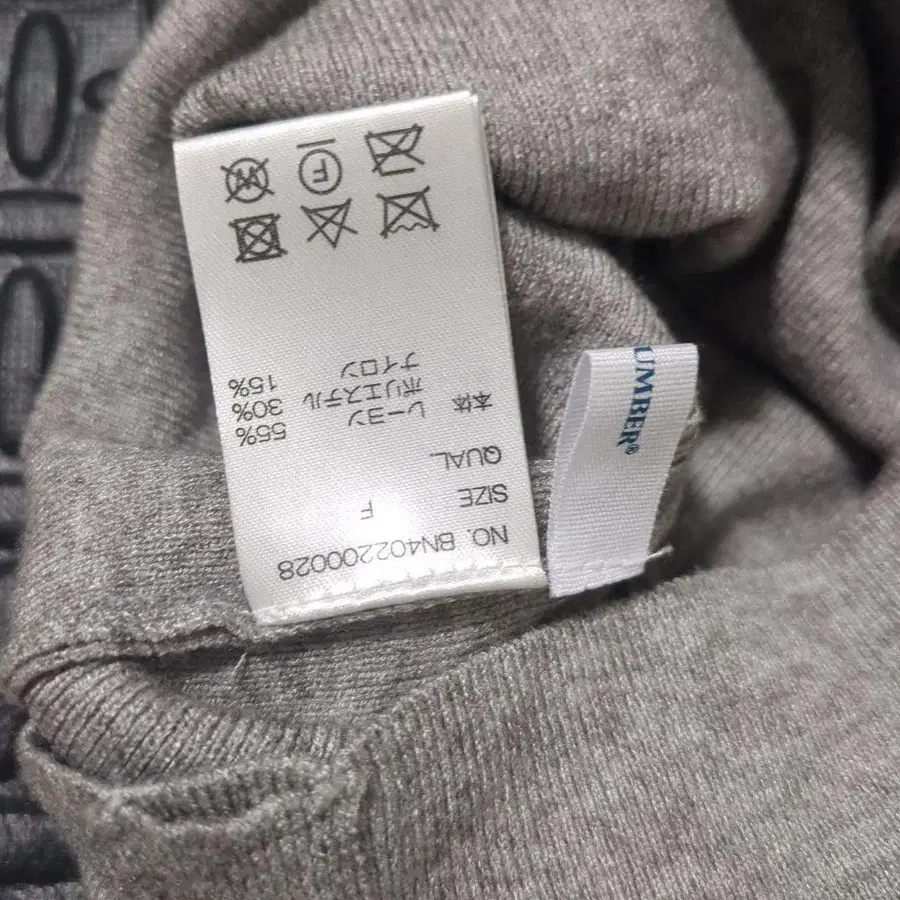 NO. BN402200028
SIZE F
QUAL.
本体 レーヨン 55%
ポリエステル 30%
ナイロン 15%
F
W
UMBER®